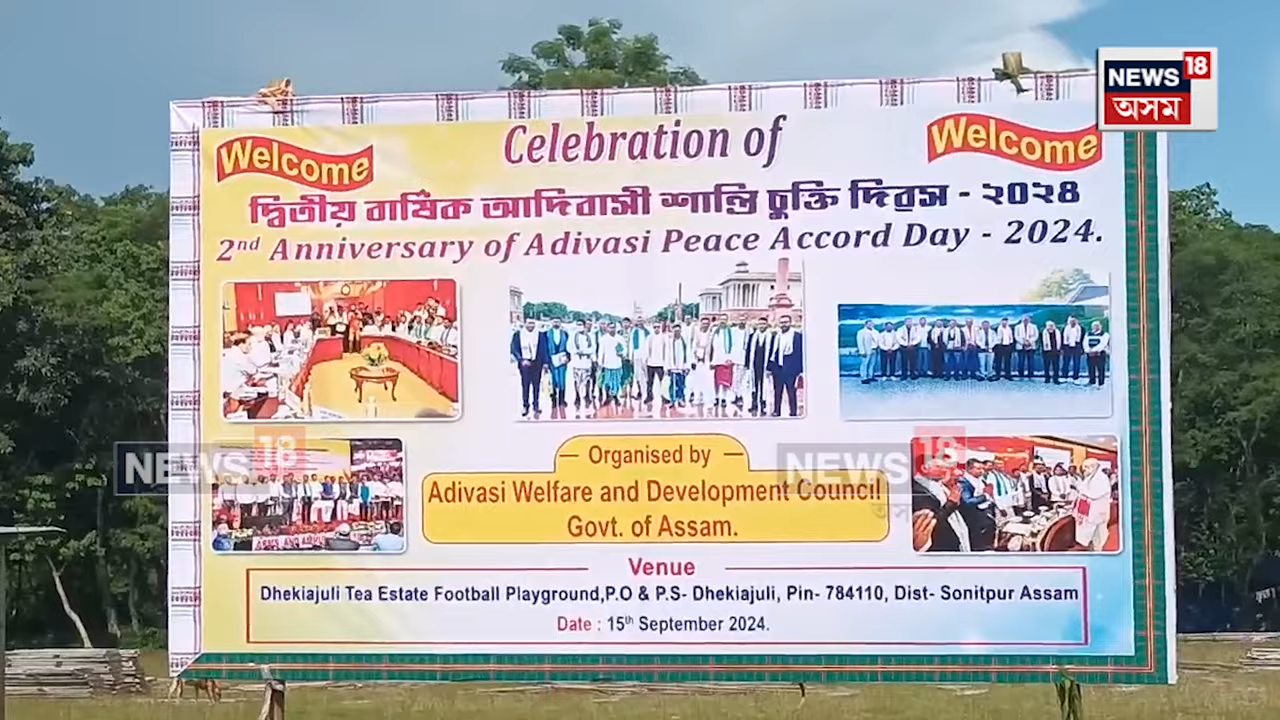 NEWS 18
অসম
Welcome
Celebration of
Welcome
দ্বিতীয় বাৰ্ষিক আদিবাসী শান্তি চুক্তি দিৱস - ২০২৪
2nd Anniversary of Adivasi Peace Accord Day - 2024.
Organised by
Adivasi Welfare and Development Council
Govt. of Assam.
NEWS 18
NEWS 18
Venue
Dhekiajuli Tea Estate Football Playground,P.O & P.S- Dhekiajuli, Pin- 784110, Dist- Sonitpur Assam
Date : 15th September 2024.